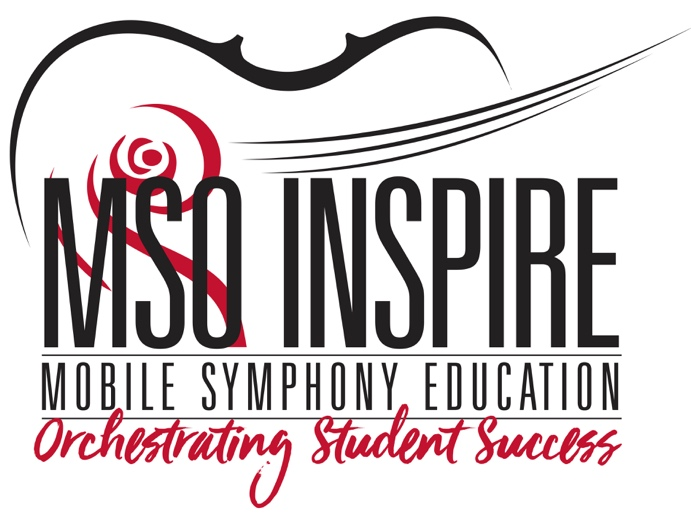 MSO INSPIRE
MOBILE SYMPHONY EDUCATION
Orchestrating Student Success